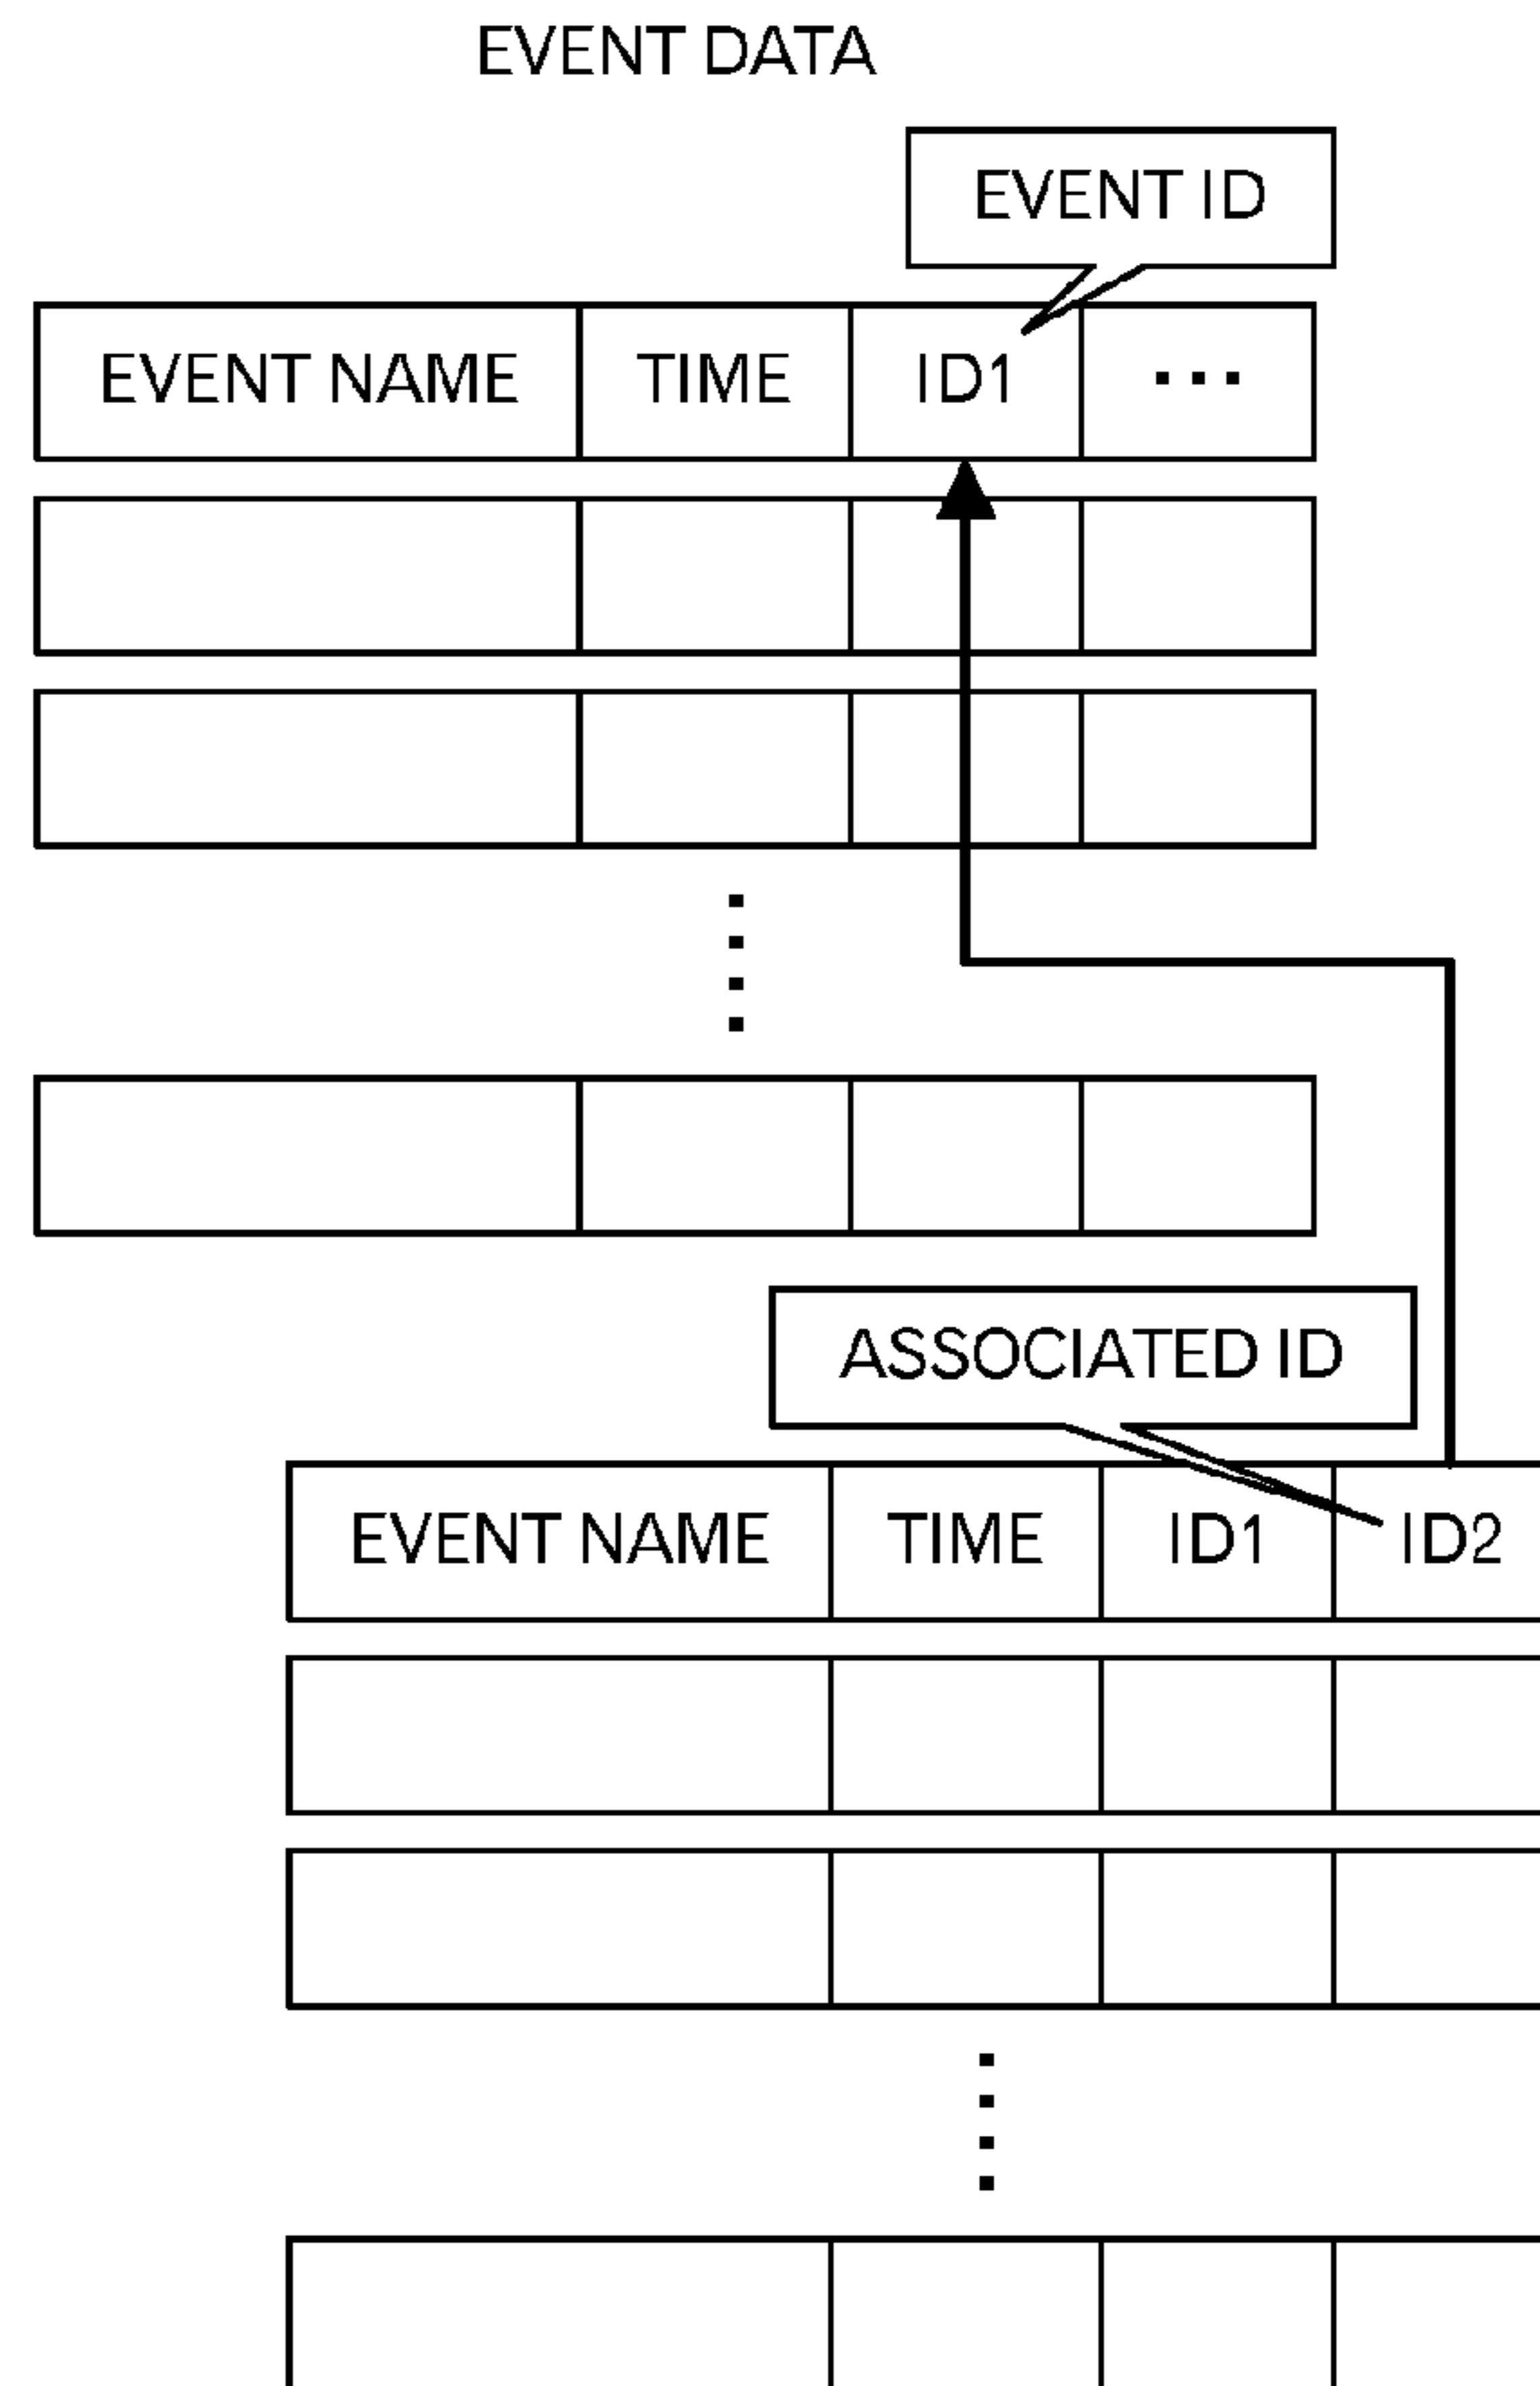 EVENT DATA
EVENT ID
EVENT NAME TIME ID1 ...
ASSOCIATED ID
EVENT NAME TIME ID1 ID2